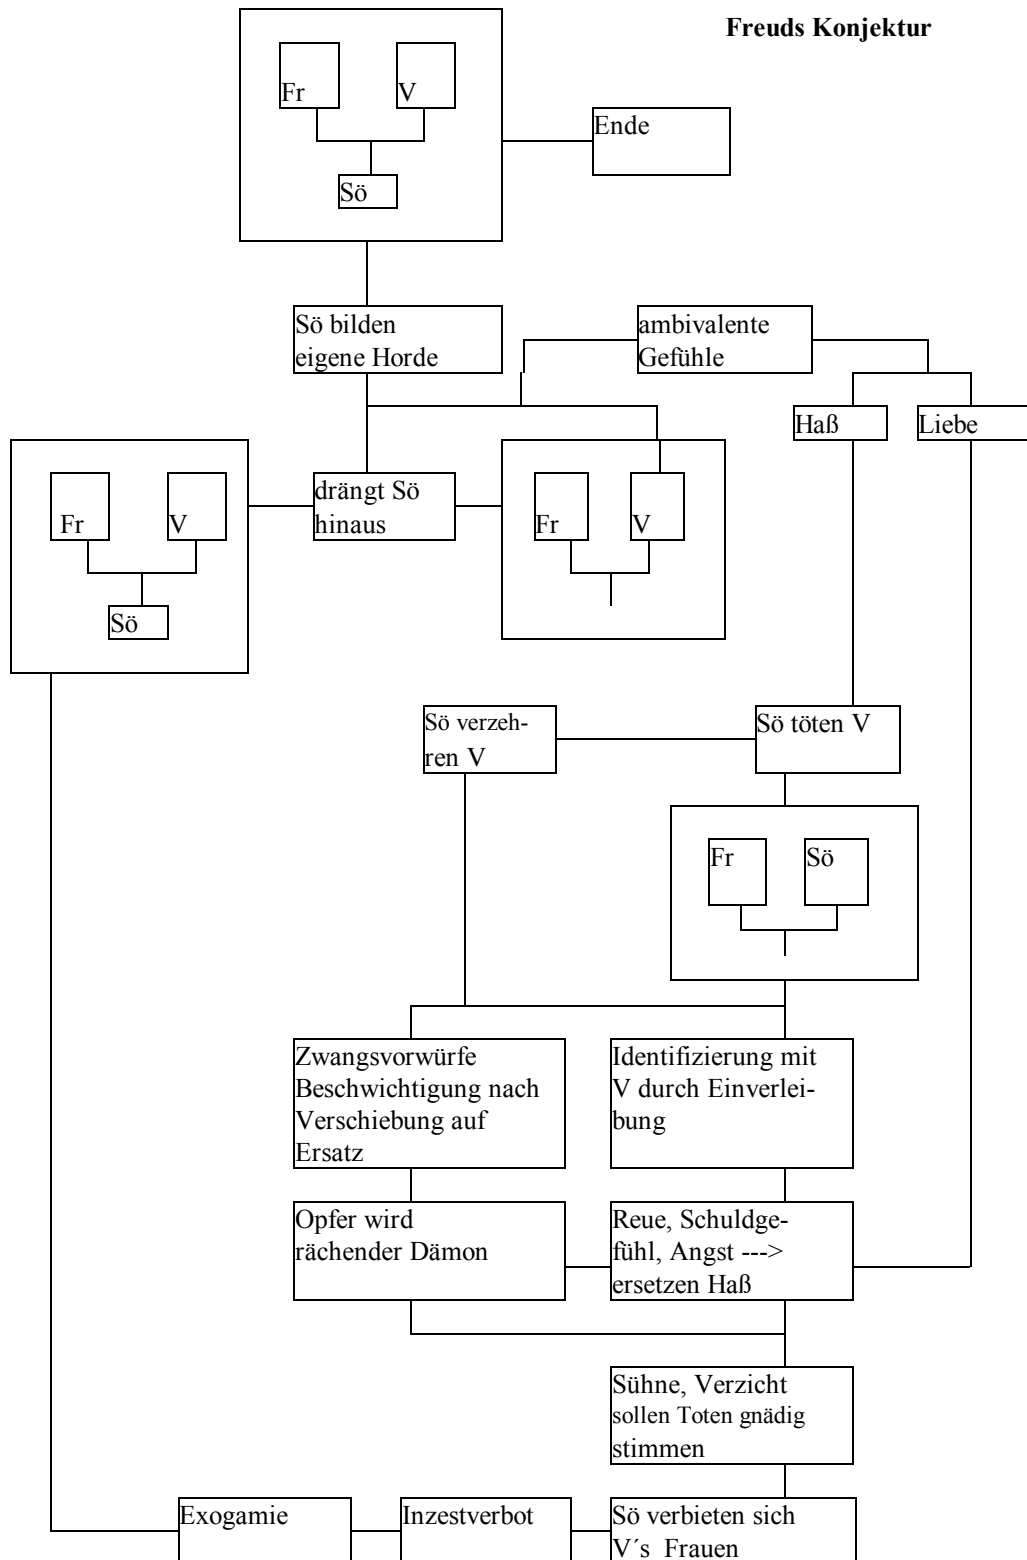 Freuds Konjektur
Fr
V
Sö
Ende
Sö bilden
eigene Horde
ambivalente
Gefühle
Haß
Liebe
Fr
V
Sö
drängt Sö
hinaus
Fr
V
Sö verzeh-
ren V
Sö töten V
Fr
Sö
Zwangsvorwürfe
Beschwichtigung nach
Verschiebung auf
Ersatz
Identifizierung mit
V durch Einverlei-
bung
Opfer wird
rächender Dämon
Reue, Schuldge-
fühl, Angst --->
ersetzen Haß
Sühne, Verzicht
sollen Toten gnädig
stimmen
Exogamie
Inzestverbot
Sö verbieten sich
V´s Frauen